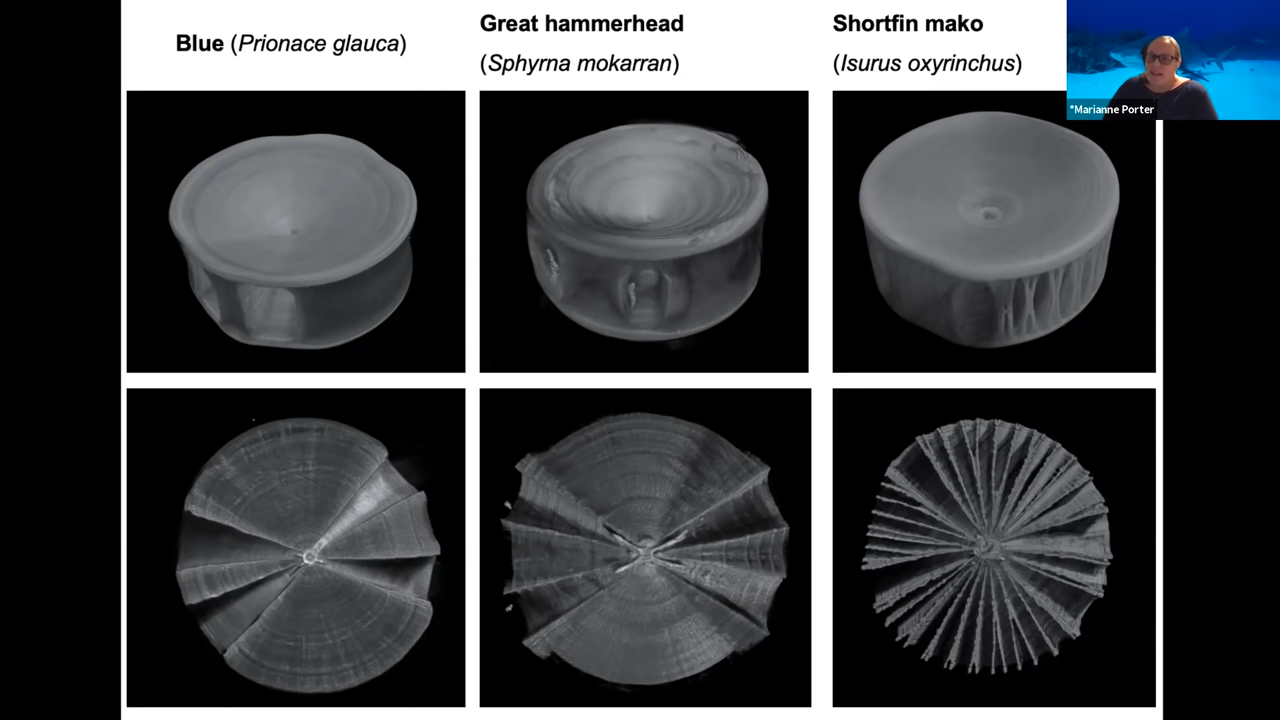 Blue (Prionace glauca)
Great hammerhead
(Sphyrna mokarran)
Shortfin mako
(Isurus oxyrinchus)
*Marianne Porter